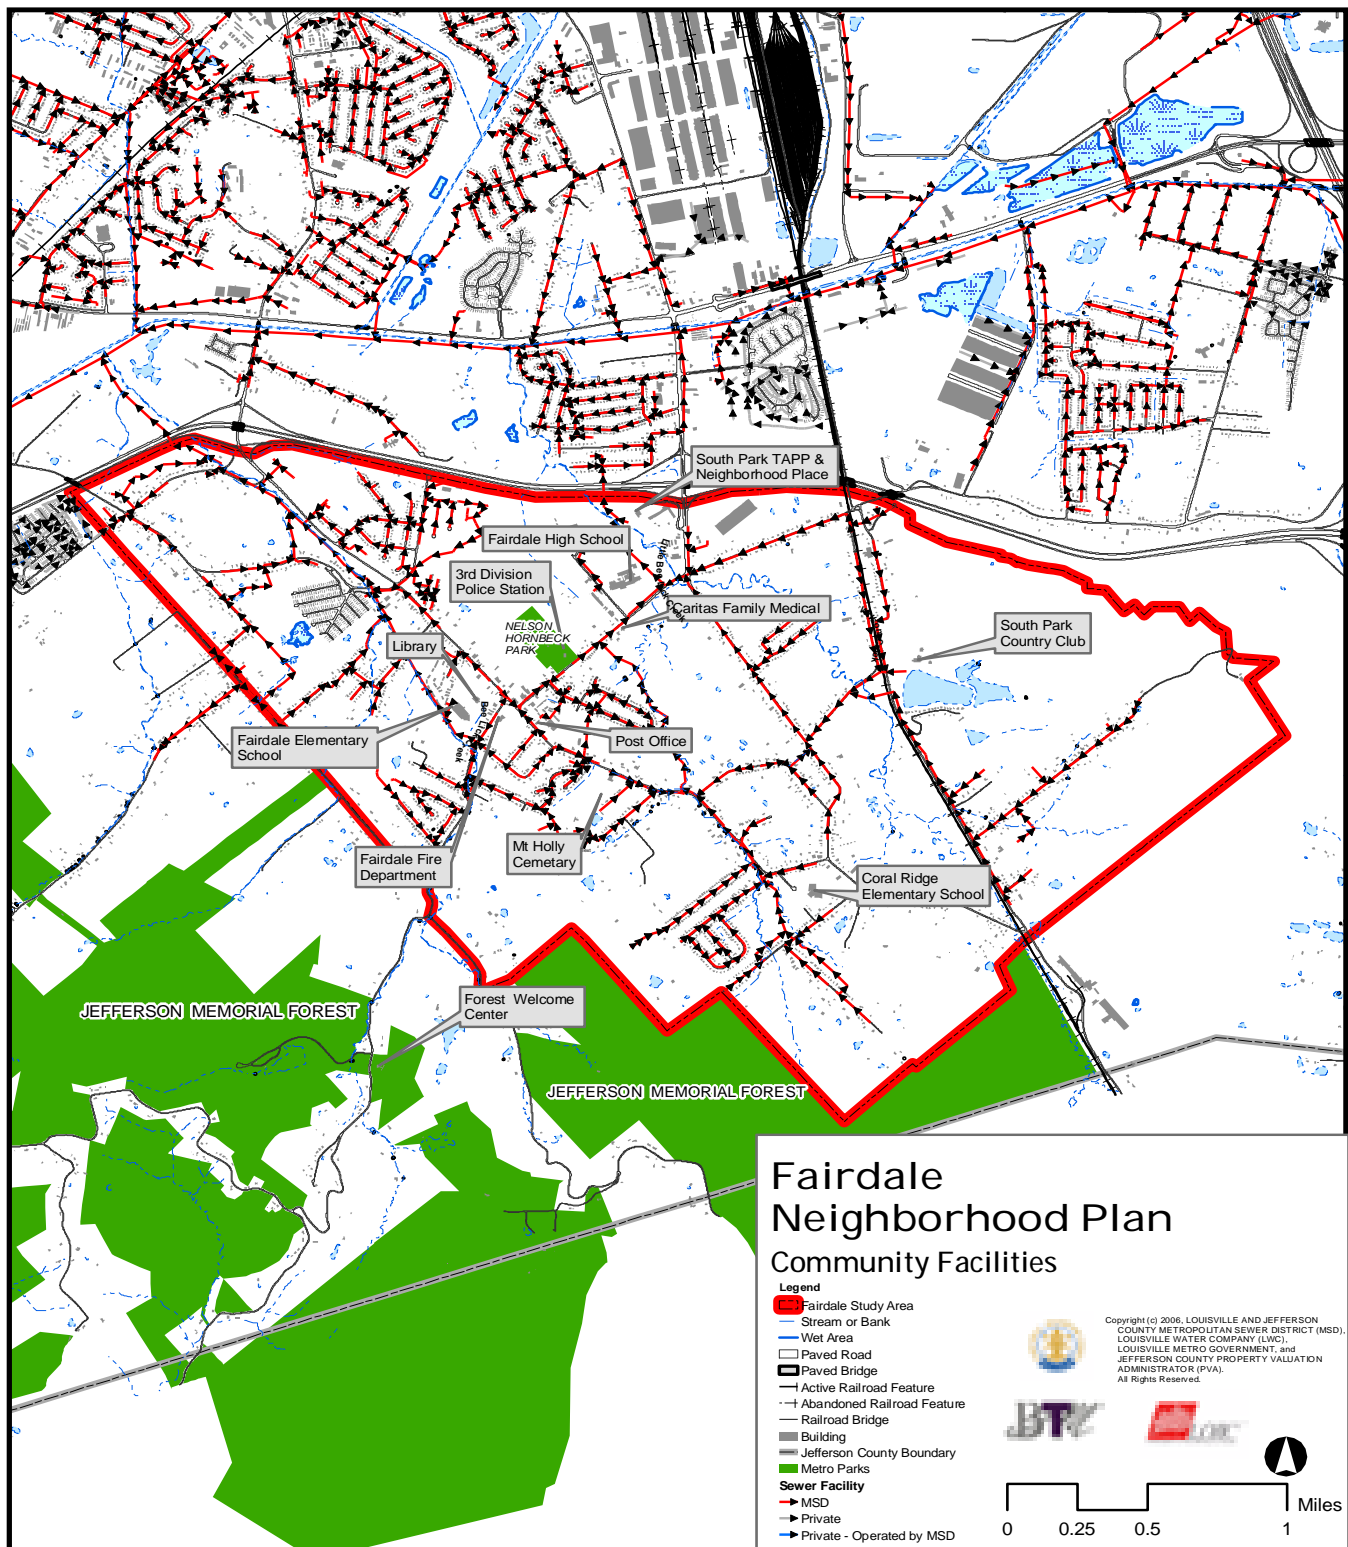 South Park TAPP &
Neighborhood Place
Fairdale High School
3rd Division
Police Station
Caritas Family Medical
NELSON
HORNBECK
PARK
South Park
Country Club
Library
Fairdale Elementary
School
Post Office
Fairdale Fire
Department
Mt Holly
Cemetary
Coral Ridge
Elementary School
Forest Welcome
Center
JEFFERSON MEMORIAL FOREST
JEFFERSON MEMORIAL FOREST
Fairdale
Neighborhood Plan
Community Facilities
Legend
Fairdale Study Area
Stream or Bank
Wet Area
Paved Road
Paved Bridge
Active Railroad Feature
Abandoned Railroad Feature
Railroad Bridge
Building
Jefferson County Boundary
Metro Parks
Sewer Facility
MSD
Private
Private - Operated by MSD
Copyright (c) 2006, LOUISVILLE AND JEFFERSON
COUNTY METROPOLITAN SEWER DISTRICT (MSD),
LOUISVILLE WATER COMPANY (LWC),
LOUISVILLE METRO GOVERNMENT, and
JEFFERSON COUNTY PROPERTY VALUATION
ADMINISTRATOR (PVA).
All Rights Reserved.
Miles
0 0.25 0.5 1